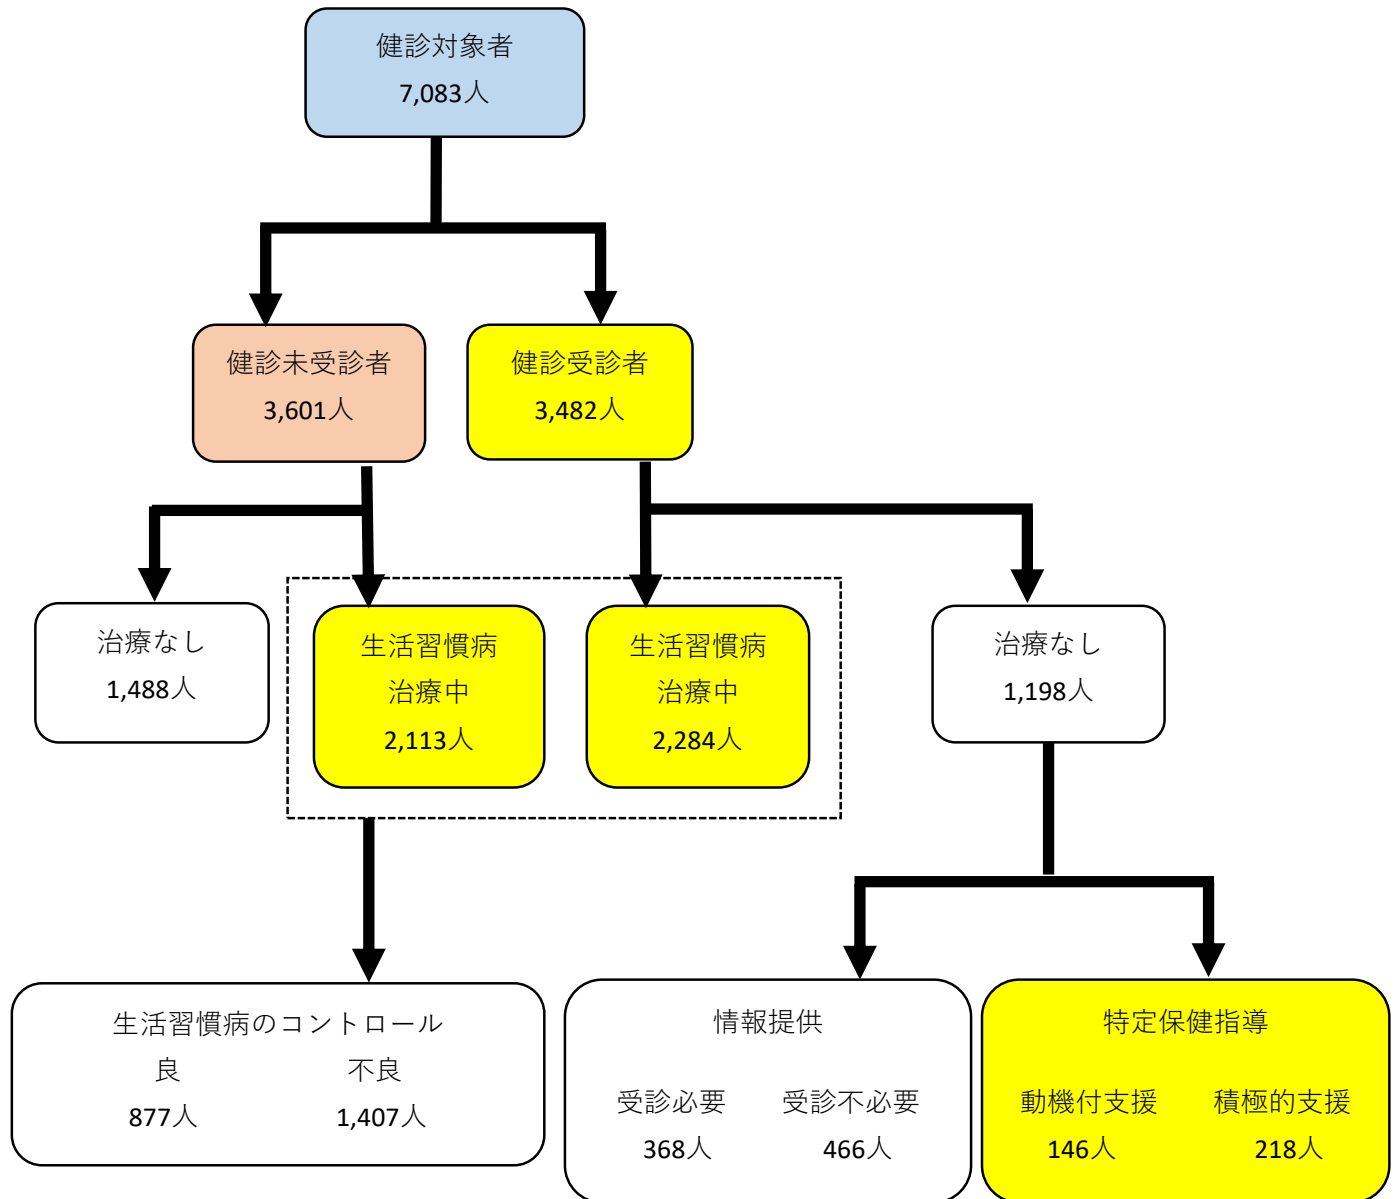 健診対象者
7,083人
健診未受診者
3,601人
健診受診者
3,482人
治療なし
1,488人
生活習慣病
治療中
2,113人
生活習慣病
治療中
2,284人
治療なし
1,198人
生活習慣病のコントロール
良 不良
877人 1,407人
情報提供
受診必要 受診不必要
368人 466人
特定保健指導
動機付支援 積極的支援
146人 218人